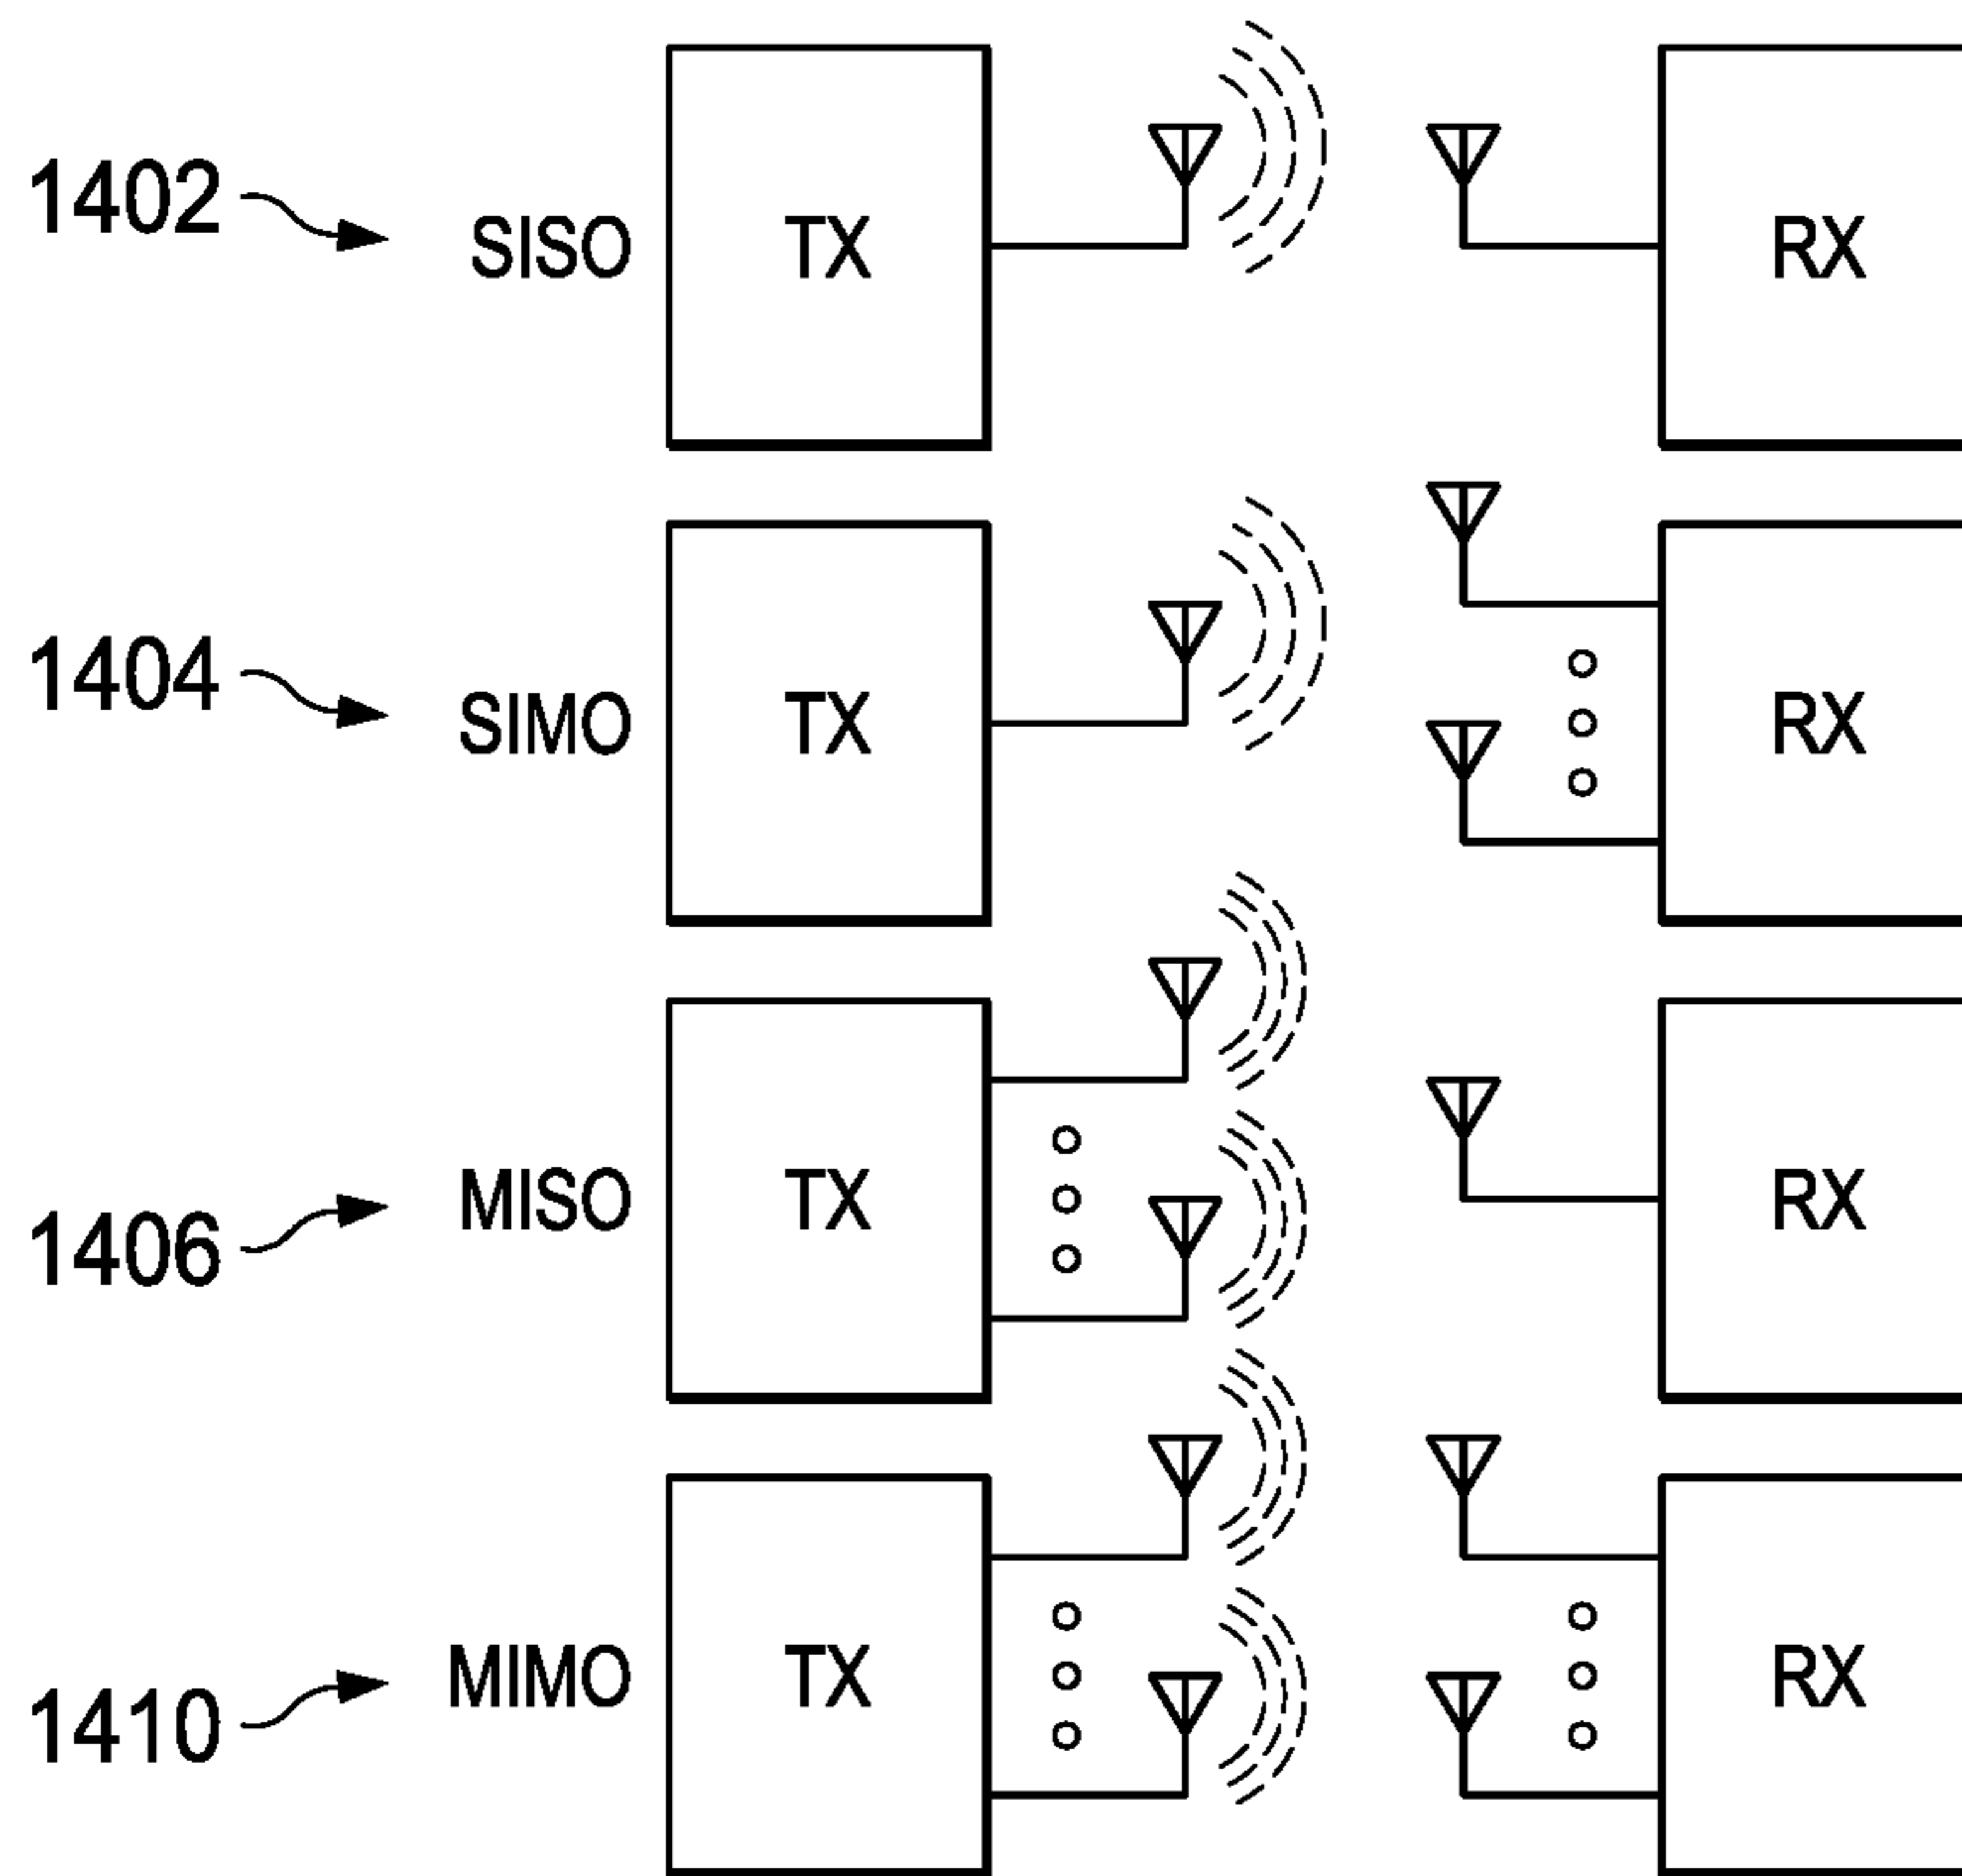 1402 SISO TX RX
1404 SIMO TX RX
1406 MISO TX RX
1410 MIMO TX RX